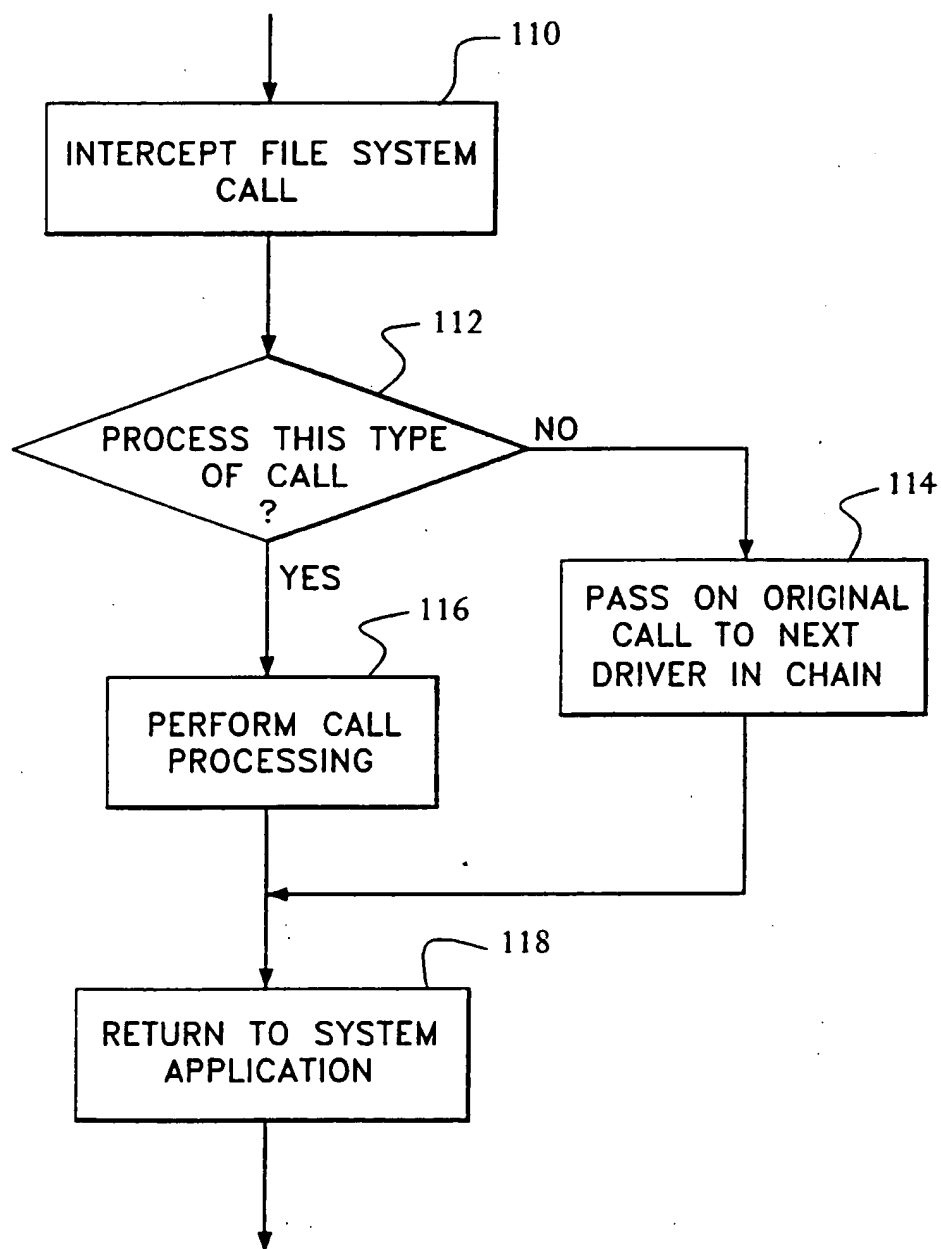 110
INTERCEPT FILE SYSTEM
CALL
112
PROCESS THIS TYPE
OF CALL
?
NO
YES
114
PASS ON ORIGINAL
CALL TO NEXT
DRIVER IN CHAIN
116
PERFORM CALL
PROCESSING
118
RETURN TO SYSTEM
APPLICATION